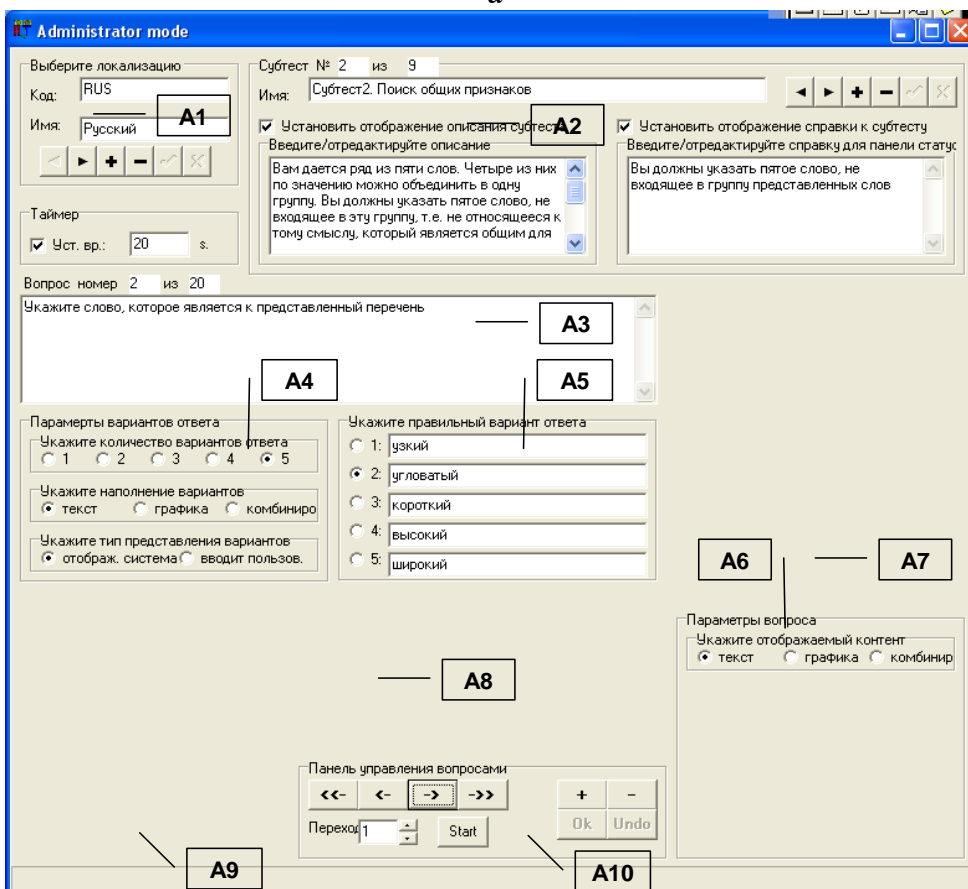 Administrator mode
Выберите локализацию
Код: RUS
Имя: Русский
A1
Субтест № 2 из 9
Имя: Субтест2. Поиск общих признаков
Установить отображение описания субтеста
A2
Установить отображение справки к субтесту
Введите/отредактируйте описание
Вам дается ряд из пяти слов. Четыре из них
по значению можно объединить в одну
группу. Вы должны указать пятое слово, не
входящее в эту группу, т.е. не относящееся к
тому смыслу, который является общим для
Введите/отредактируйте справку для панели статус
Вы должны указать пятое слово, не
входящее в группу представленных слов
Таймер
Уст. вр.: 20 s.
Вопрос номер 2 из 20
Укажите слово, которое является к представленный перечень
A3
A4
A5
Парамерты вариантов ответа
Укажите количество вариантов ответа
1 2 3 4 5
Укажите наполнение вариантов
текст графика комбиниро
Укажите тип представления вариантов
отображ. система вводит пользов.
Укажите правильный вариант ответа
1: узкий
2: угловатый
3: короткий
4: высокий
5: широкий
A6
A7
Параметры вопроса
Укажите отображаемый контент
текст графика комбинир
A8
Панель управления вопросами
<<- <- -> ->>
+ -
Переход 1 Start
Ok Undo
A9
A10